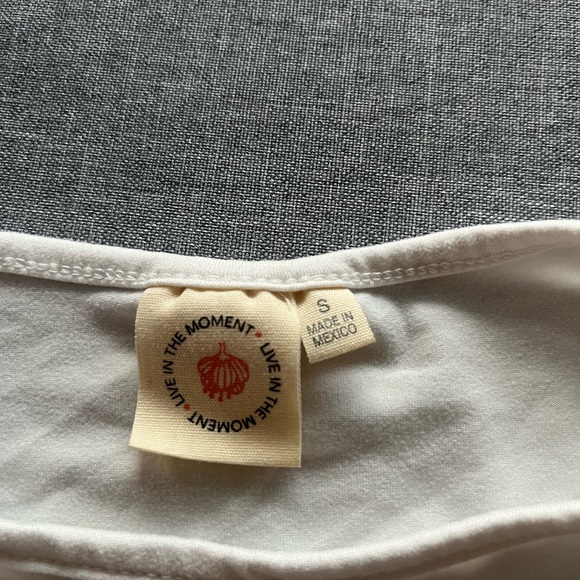 LIVE IN THE MOMENT • LIVE IN THE MOMENT •
S
MADE IN
MEXICO